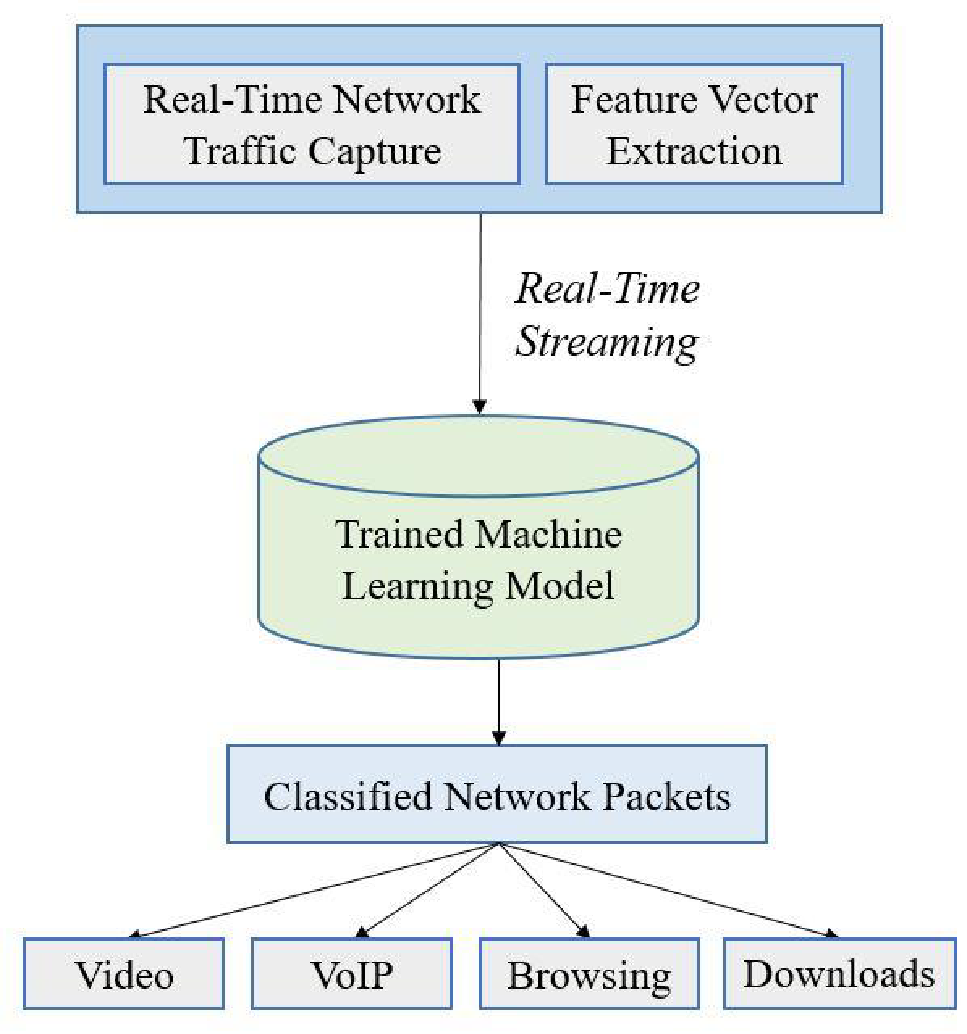 Real-Time Network
Traffic Capture
Feature Vector
Extraction
Real-Time
Streaming
Trained Machine
Learning Model
Classified Network Packets
Video
VoIP
Browsing
Downloads